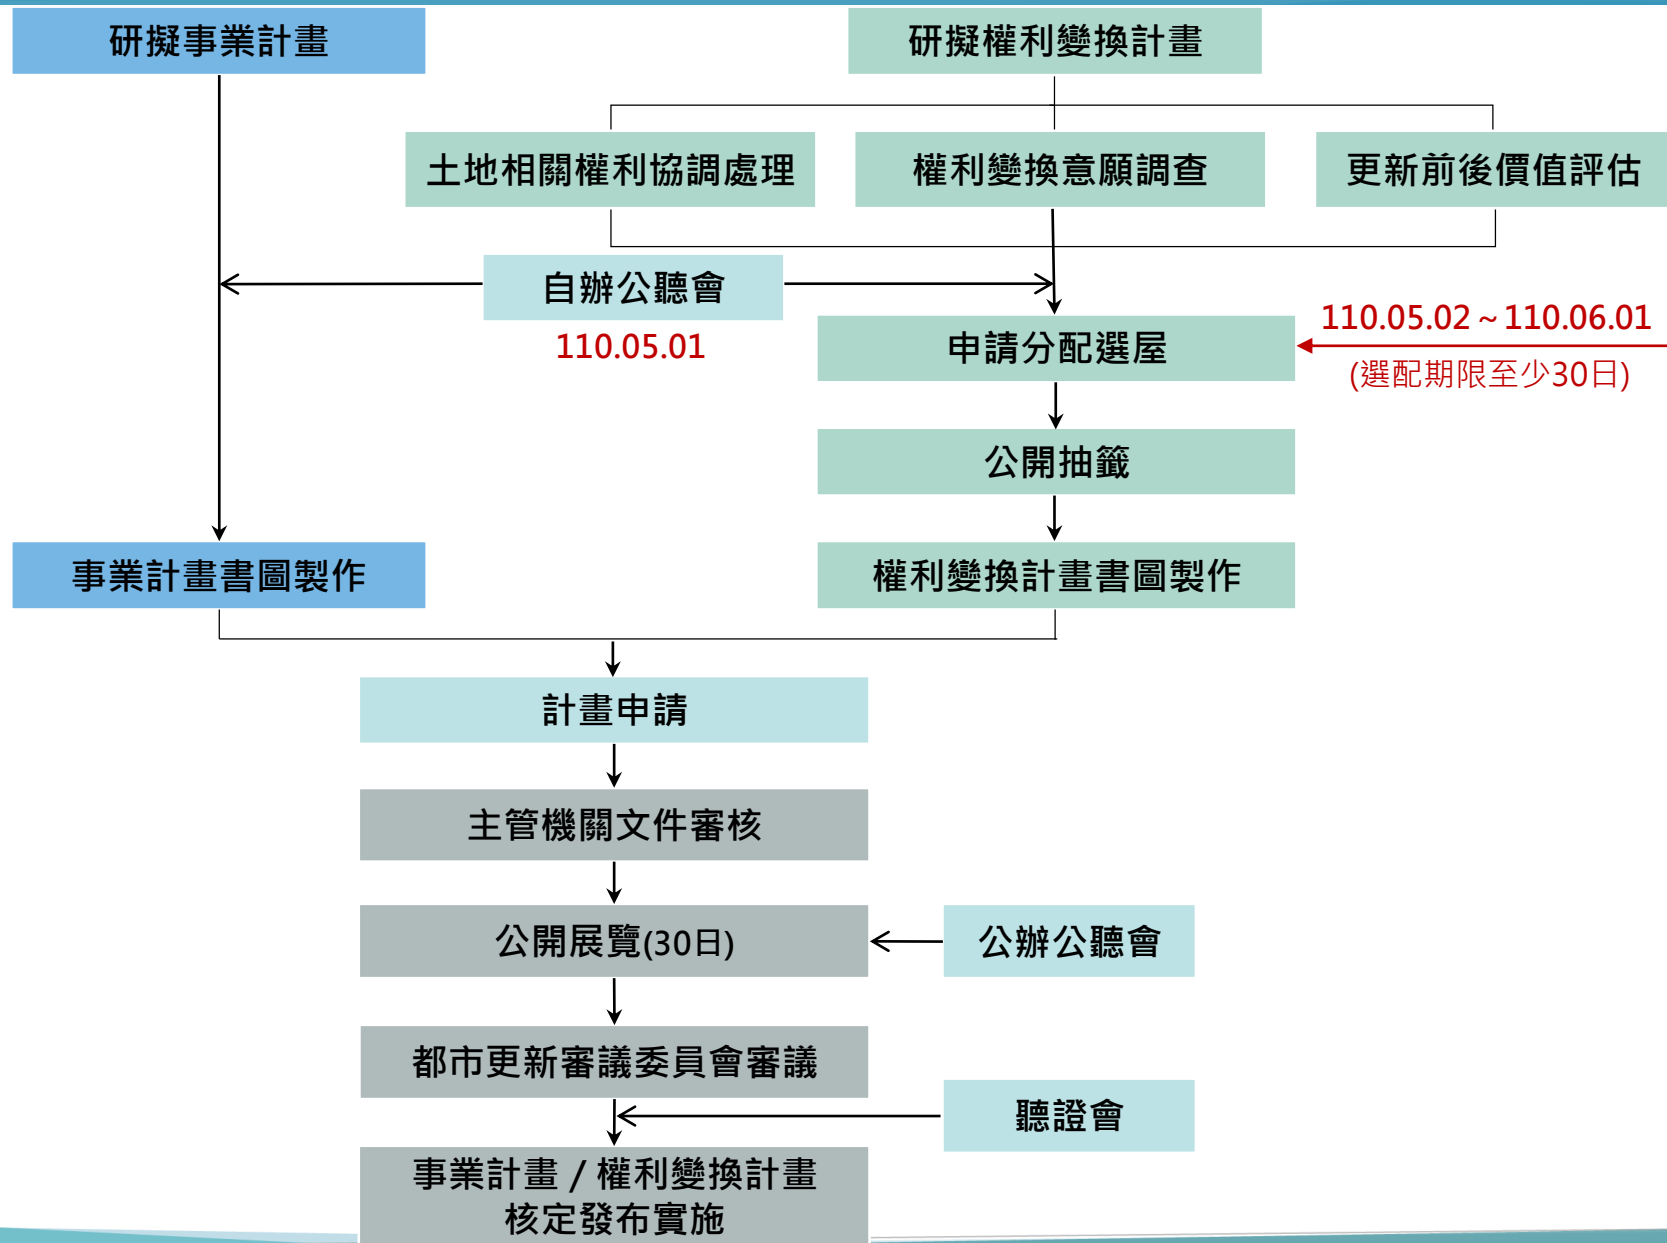 研擬事業計畫
研擬權利變換計畫
土地相關權利協調處理
權利變換意願調查
更新前後價值評估
自辦公聽會
110.05.01
110.05.02～110.06.01
(選配期限至少30日)
申請分配選屋
公開抽籤
事業計畫書圖製作
權利變換計畫書圖製作
計畫申請
主管機關文件審核
公開展覽(30日)
公辦公聽會
都市更新審議委員會審議
聽證會
事業計畫 / 權利變換計畫
核定發布實施